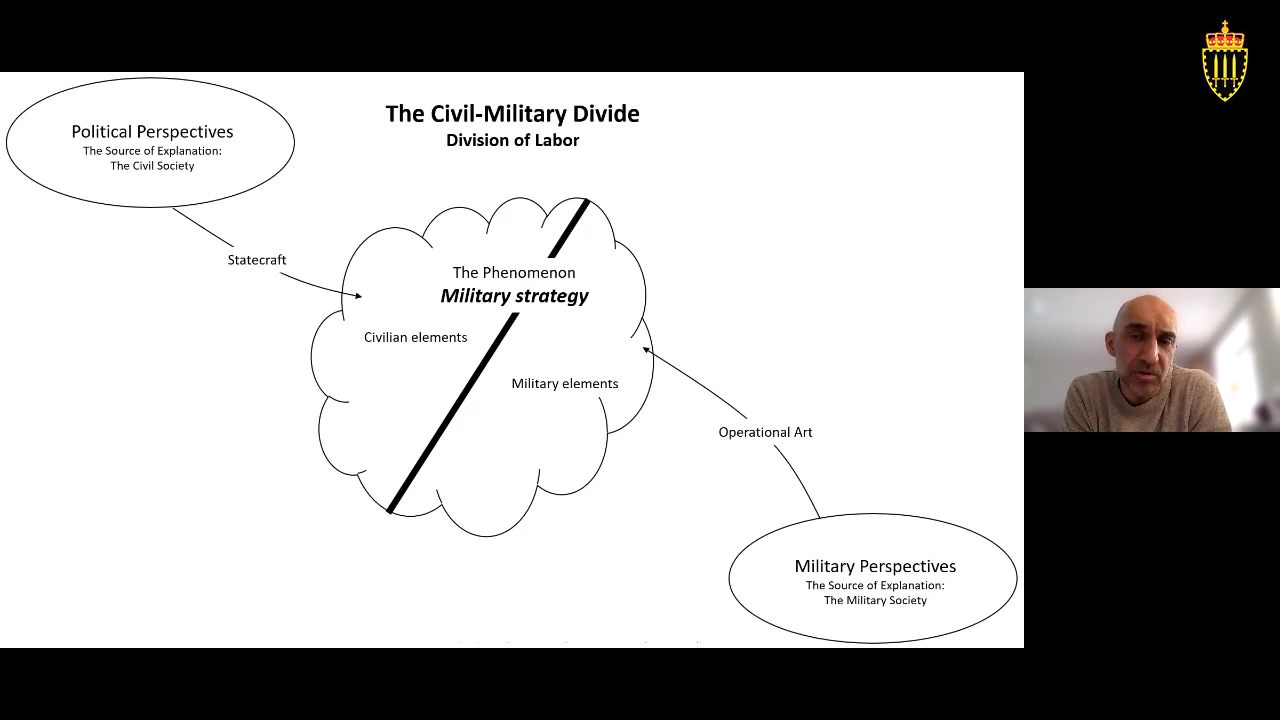 The Civil-Military Divide
Division of Labor
Political Perspectives
The Source of Explanation:
The Civil Society
Statecraft
The Phenomenon
Military strategy
Civilian elements
Military elements
Operational Art
Military Perspectives
The Source of Explanation:
The Military Society